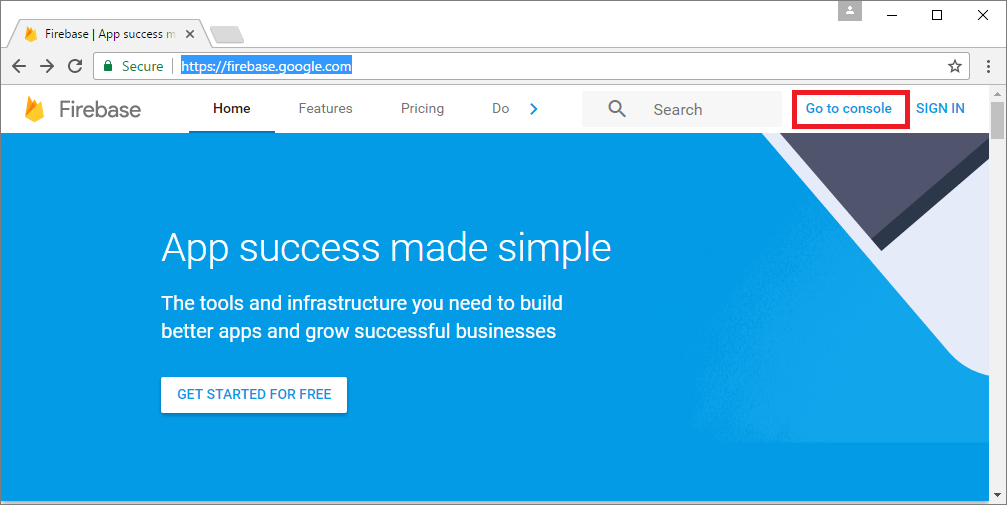 Firebase | App success m
Secure
https://firebase.google.com
Firebase
Home
Features
Pricing
Do
Search
Go to console
SIGN IN
App success made simple
The tools and infrastructure you need to build
better apps and grow successful businesses
GET STARTED FOR FREE